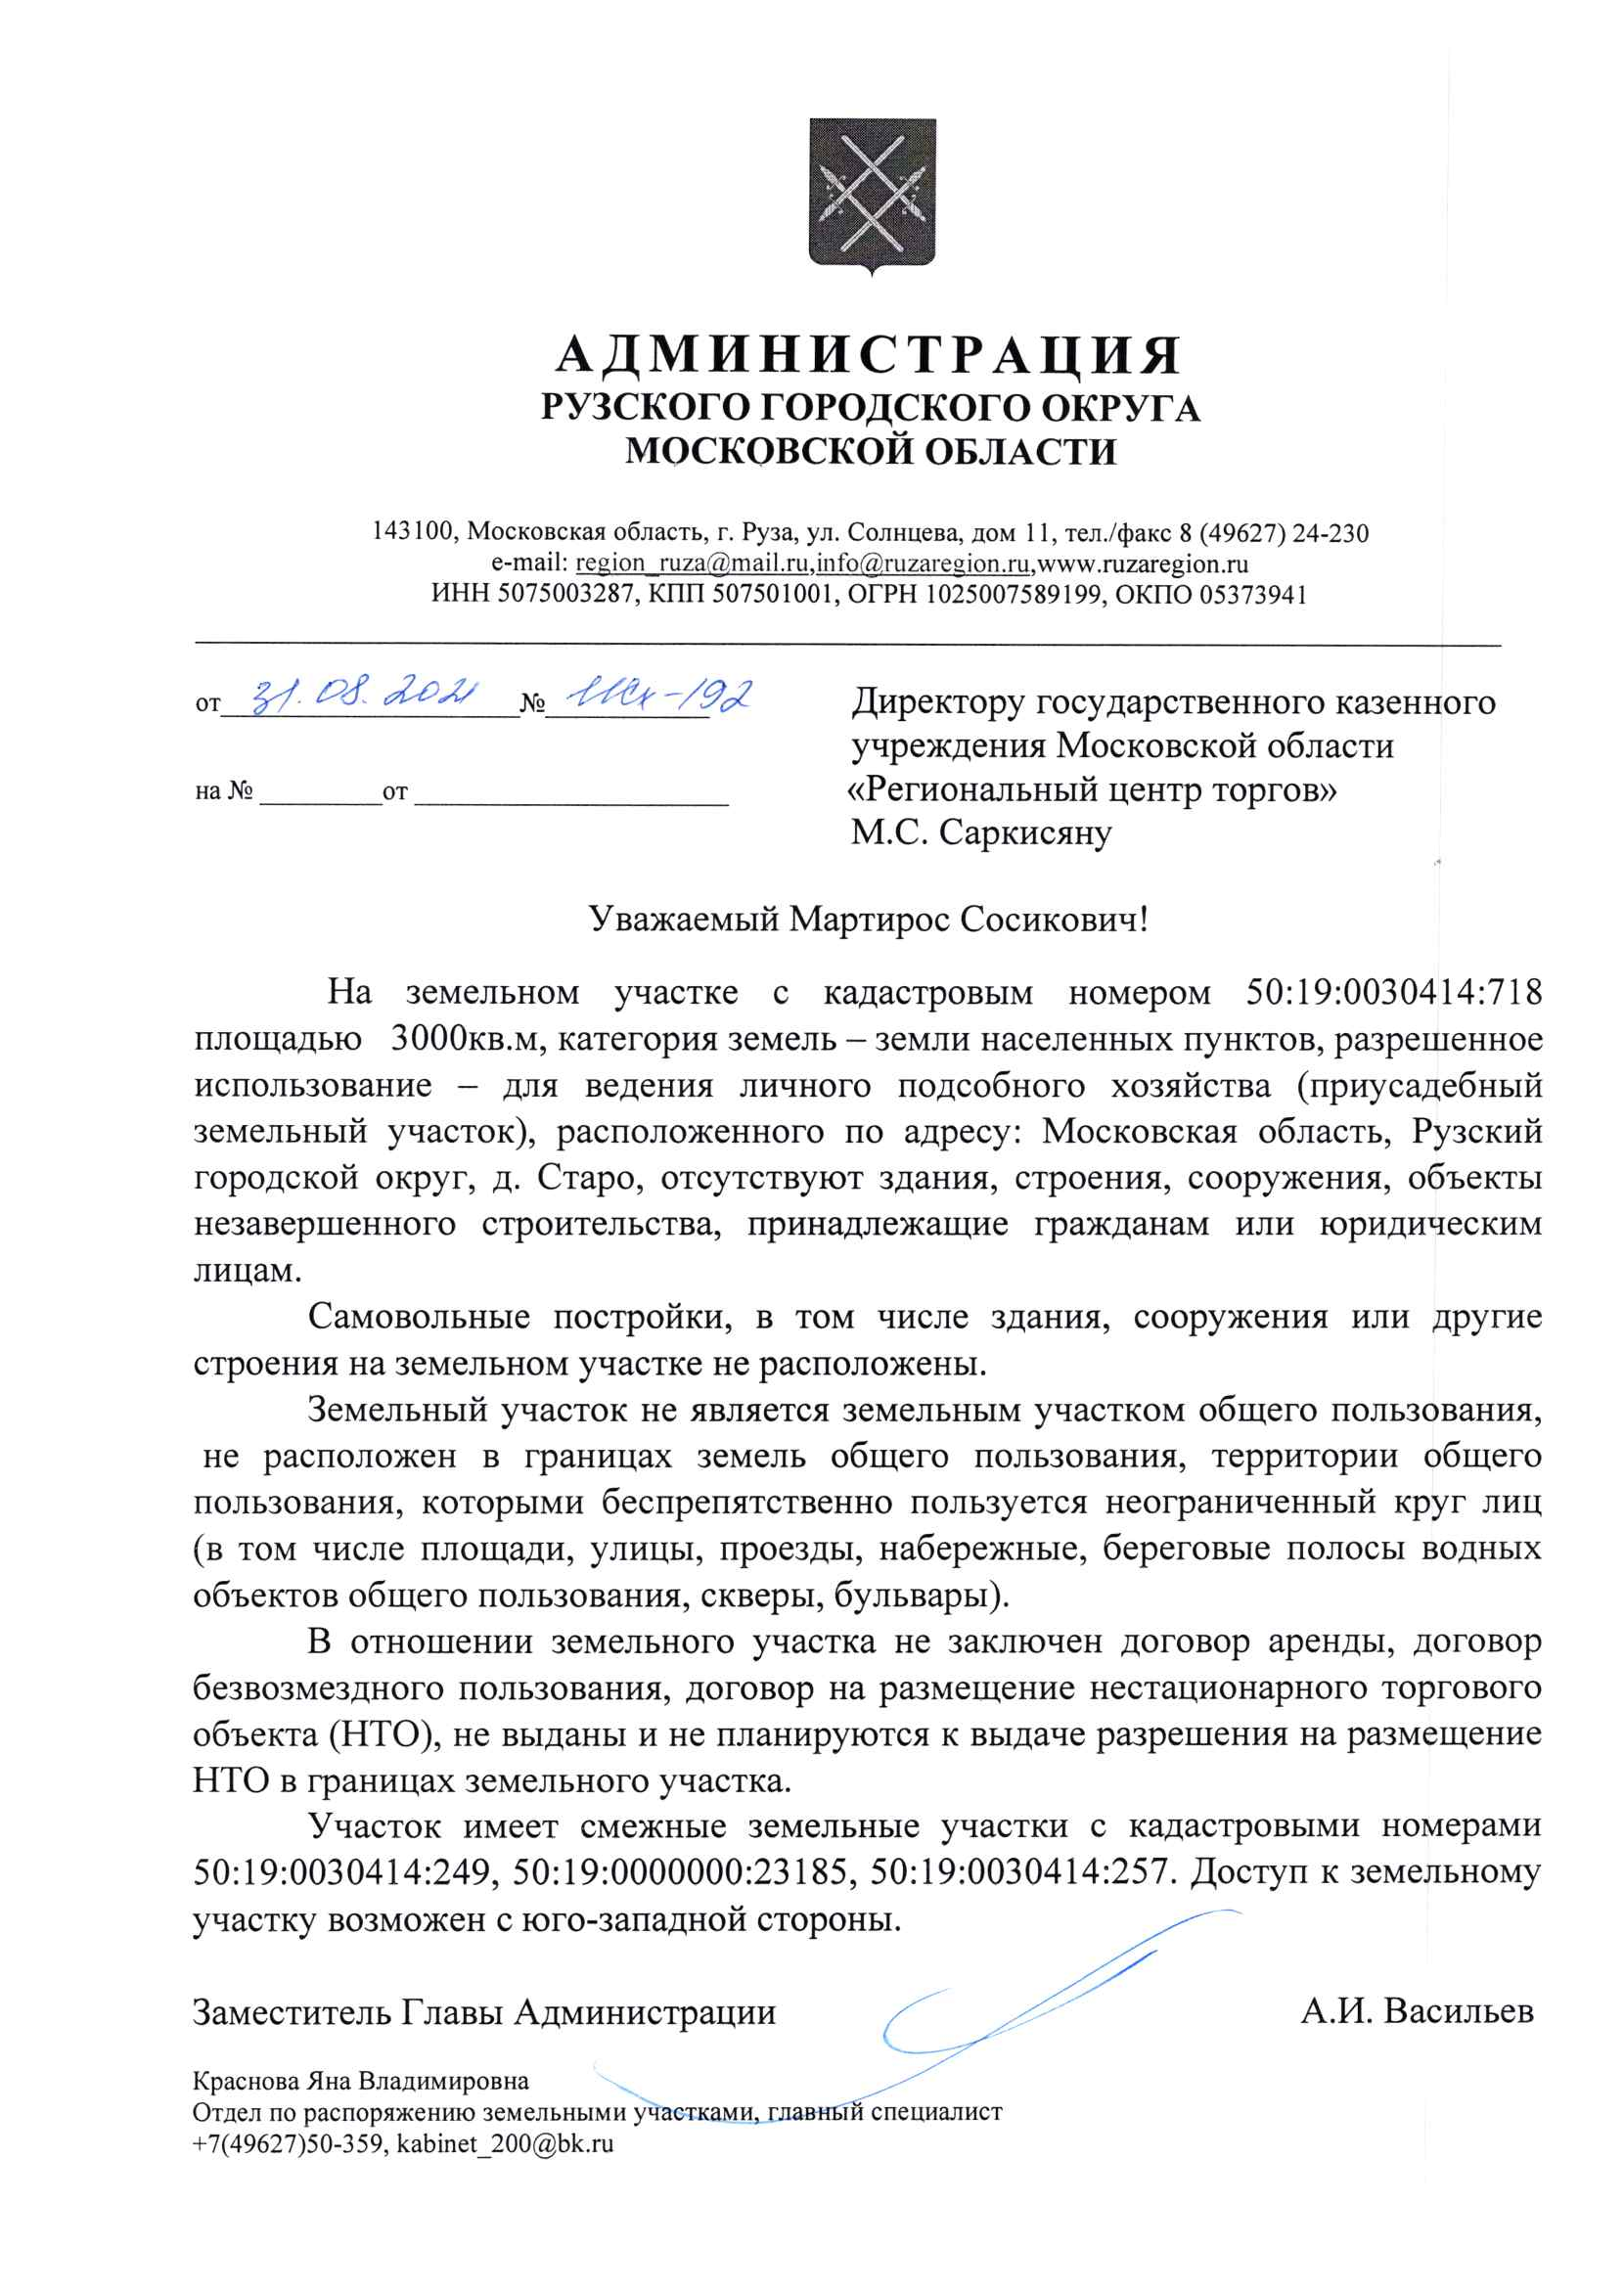 АДМИНИСТРАЦИЯ
РУЗСКОГО ГОРОДСКОГО ОКРУГА
МОСКОВСКОЙ ОБЛАСТИ
143100, Московская область, г. Руза, ул. Солнцева, дом 11, тел./факс 8 (49627) 24-230
e-mail: region_ruza@mail.ru,info@ruzaregion.ru,www.ruzaregion.ru
ИНН 5075003287, КПП 507501001, ОГРН 1025007589199, ОКПО 05373941
от 31.08.2021 №
на № от
Директору государственного казенного
учреждения Московской области
«Региональный центр торгов»
М.С. Саркисяну
Уважаемый Мартирос Сосикович!
На земельном участке с кадастровым номером 50:19:0030414:718
площадью 3000кв.м, категория земель – земли населенных пунктов, разрешенное
использование – для ведения личного подсобного хозяйства (приусадебный
земельный участок), расположенного по адресу: Московская область, Рузский
городской округ, д. Старо, отсутствуют здания, строения, сооружения, объекты
незавершенного строительства, принадлежащие гражданам или юридическим
лицам.
Самовольные постройки, в том числе здания, сооружения или другие
строения на земельном участке не расположены.
Земельный участок не является земельным участком общего пользования,
не расположен в границах земель общего пользования, территории общего
пользования, которыми беспрепятственно пользуется неограниченный круг лиц
(в том числе площади, улицы, проезды, набережные, береговые полосы водных
объектов общего пользования, скверы, бульвары).
В отношении земельного участка не заключен договор аренды, договор
безвозмездного пользования, договор на размещение нестационарного торгового
объекта (НТО), не выданы и не планируются к выдаче разрешения на размещение
НТО в границах земельного участка.
Участок имеет смежные земельные участки с кадастровыми номерами
50:19:0030414:249, 50:19:0000000:23185, 50:19:0030414:257. Доступ к земельному
участку возможен с юго-западной стороны.
Заместитель Главы Администрации А.И. Васильев
Краснова Яна Владимировна
Отдел по распоряжению земельными участками, главный специалист
+7(49627)50-359, kabinet_200@bk.ru